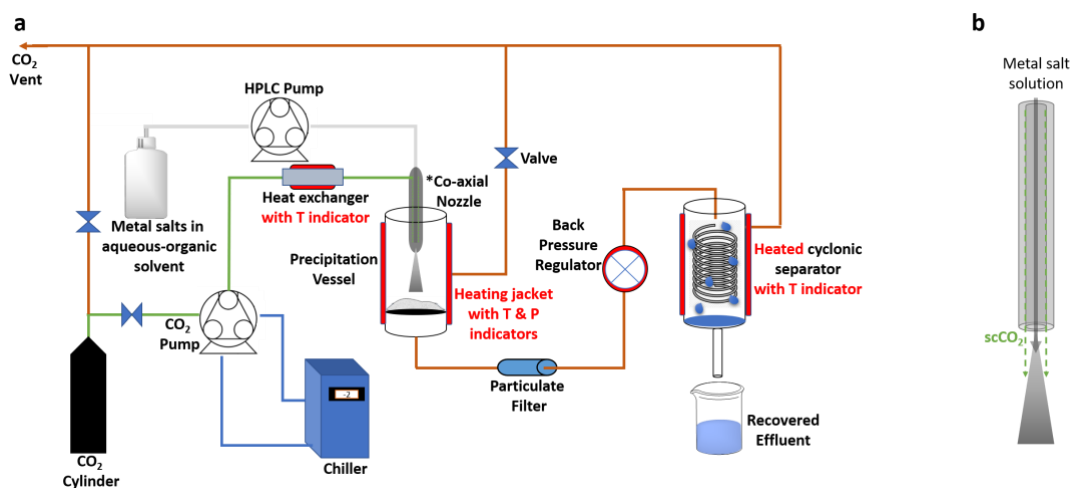 a
CO₂
Vent
HPLC Pump
Metal salts in
aqueous-organic
solvent
Heat exchanger
with T indicator
*Co-axial
Nozzle
Valve
Precipitation
Vessel
Heating jacket
with T & P
indicators
Back
Pressure
Regulator
Heated cyclonic
separator
with T indicator
CO₂
Pump
-2
Chiller
CO₂
Cylinder
Particulate
Filter
Recovered
Effluent
b
Metal salt
solution
scCO₂